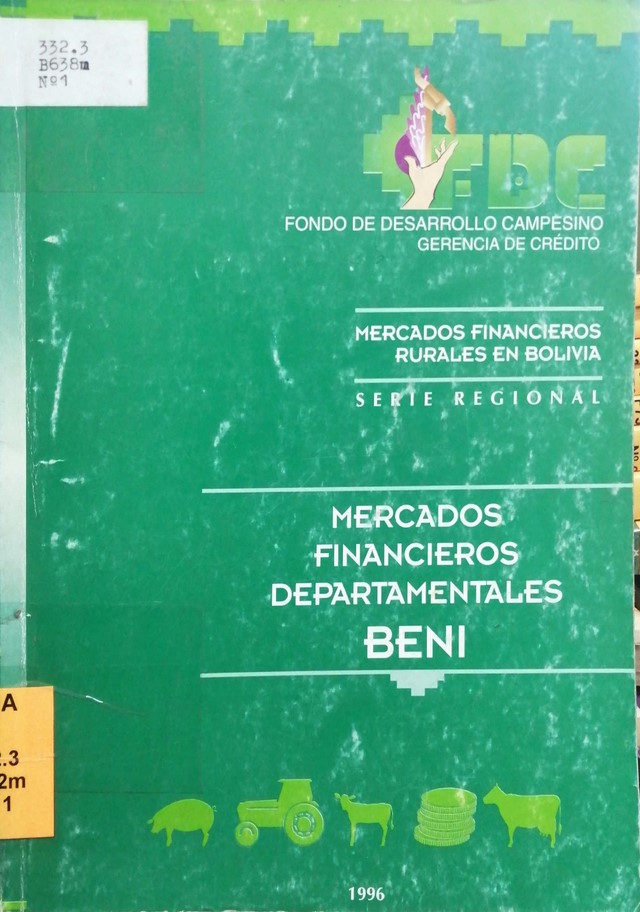 332.3
B638m
Nº1
FDC
FONDO DE DESARROLLO CAMPESINO
GERENCIA DE CRÉDITO
MERCADOS FINANCIEROS
RURALES EN BOLIVIA
SERIE REGIONAL
MERCADOS
FINANCIEROS
DEPARTAMENTALES
BENI
A
.3
2m
1
1996